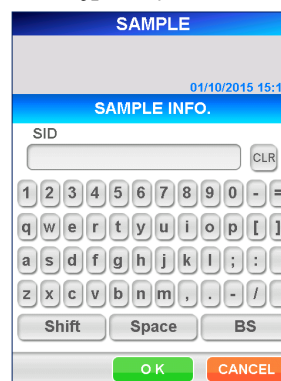 SAMPLE
01/10/2015 15:1
SAMPLE INFO.
SID
CLR
1 2 3 4 5 6 7 8 9 0 - =
q w e r t y u i o p [ ]
a s d f g h j k l ; :
z x c v b n m , . - /
Shift Space BS
OK CANCEL